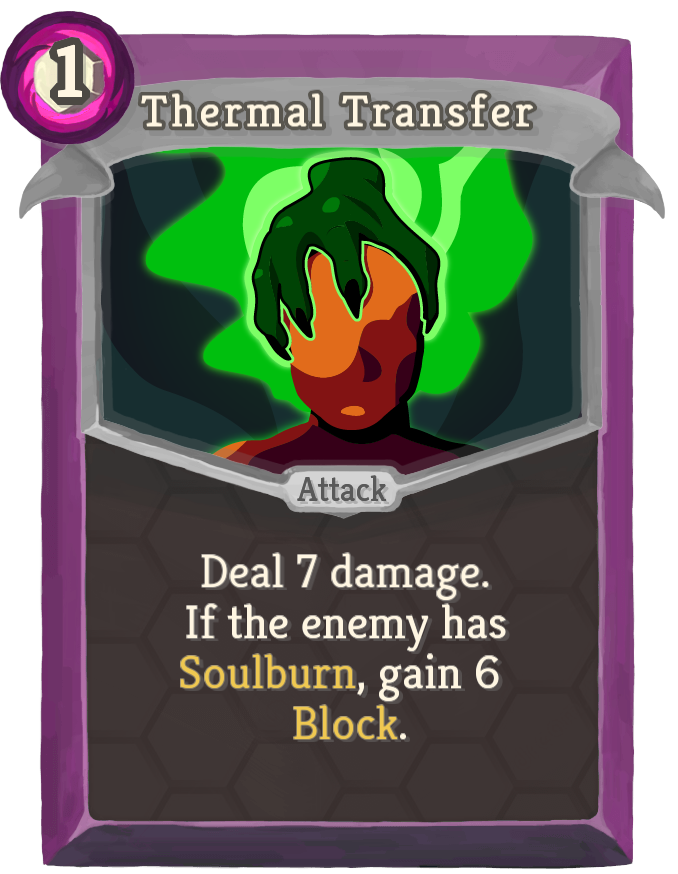 1
Thermal Transfer
Attack
Deal 7 damage.
If the enemy has
Soulburn, gain 6
Block.